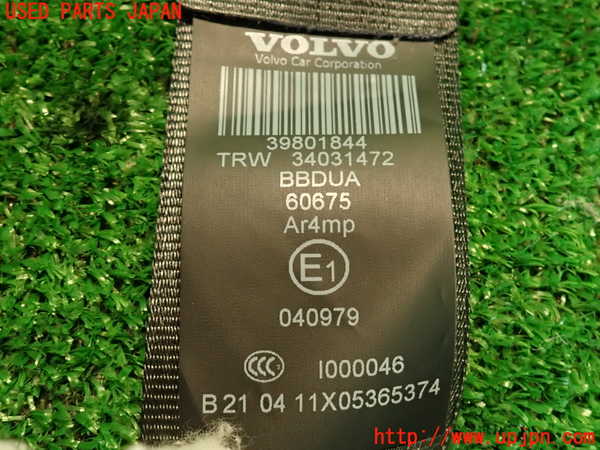 USED PARTS JAPAN
VOLVO
Volvo Car Corporation
39801844
TRW 34031472
BBDUA
60675
Ar4mp
E1
040979
CCC I000046
B 21 04 11X05365374
http://www.upjpn.com